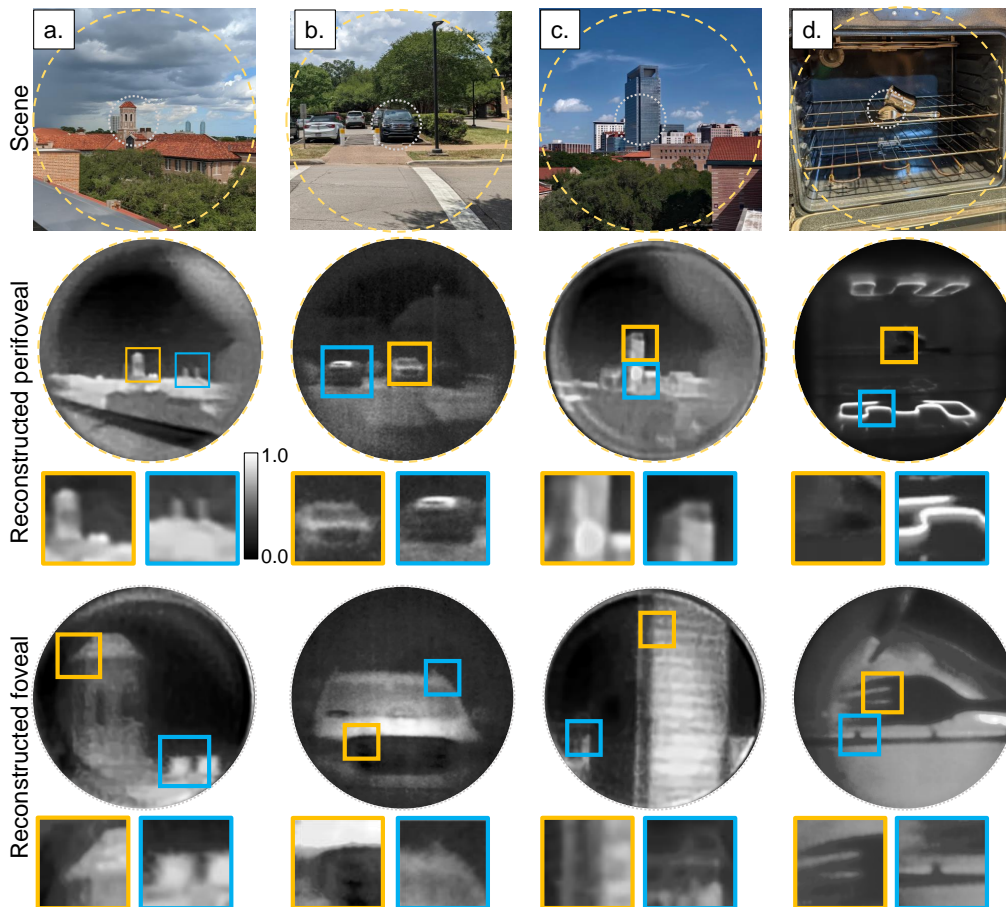 a.
b.
c.
d.
Scene
Reconstructed perifoveal
1.0
0.0
Reconstructed foveal